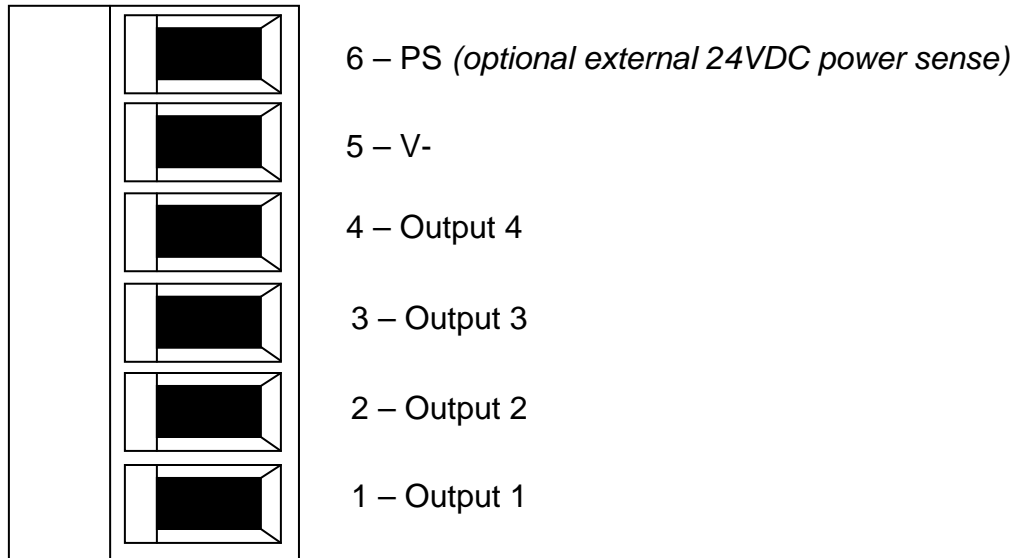 6 – PS (optional external 24VDC power sense)
5 – V-
4 – Output 4
3 – Output 3
2 – Output 2
1 – Output 1